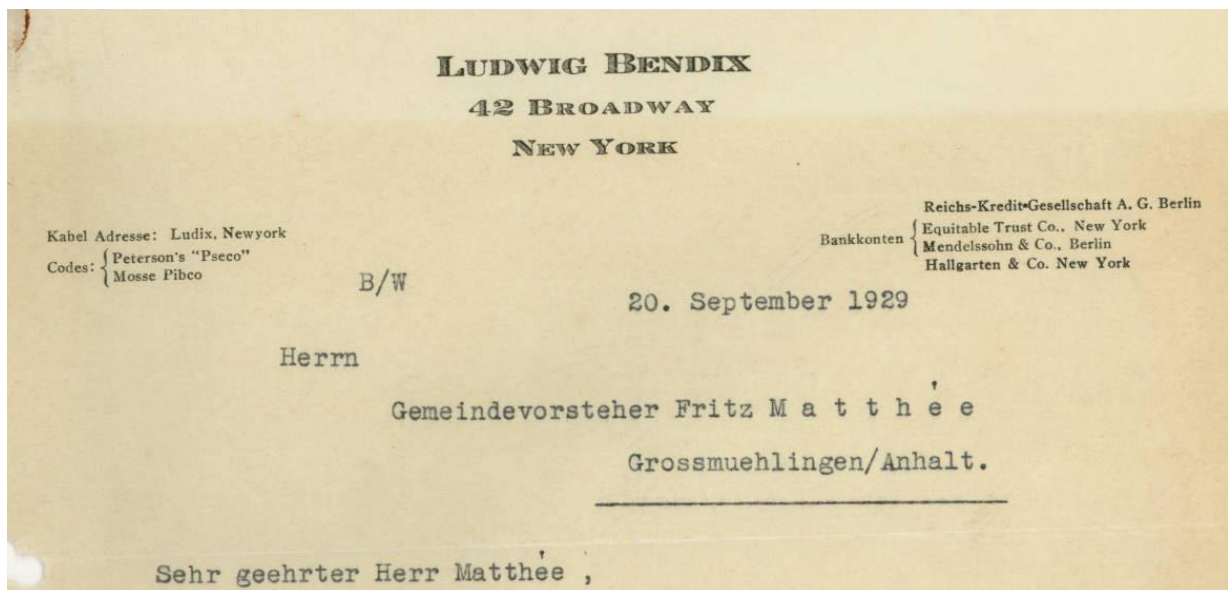 LUDWIG BENDIX
42 BROADWAY
NEW YORK
Kabel Adresse: Ludix, Newyork
Codes: { Peterson's "Pseco"
Mosse Pibco
Reichs-Kredit-Gesellschaft A. G. Berlin
Bankkonten { Equitable Trust Co., New York
Mendelssohn & Co., Berlin
Hallgarten & Co. New York
B/W
20. September 1929
Herrn
Gemeindevorsteher Fritz M a t t h é e
Grossmuehlingen/Anhalt.
Sehr geehrter Herr Matthée ,